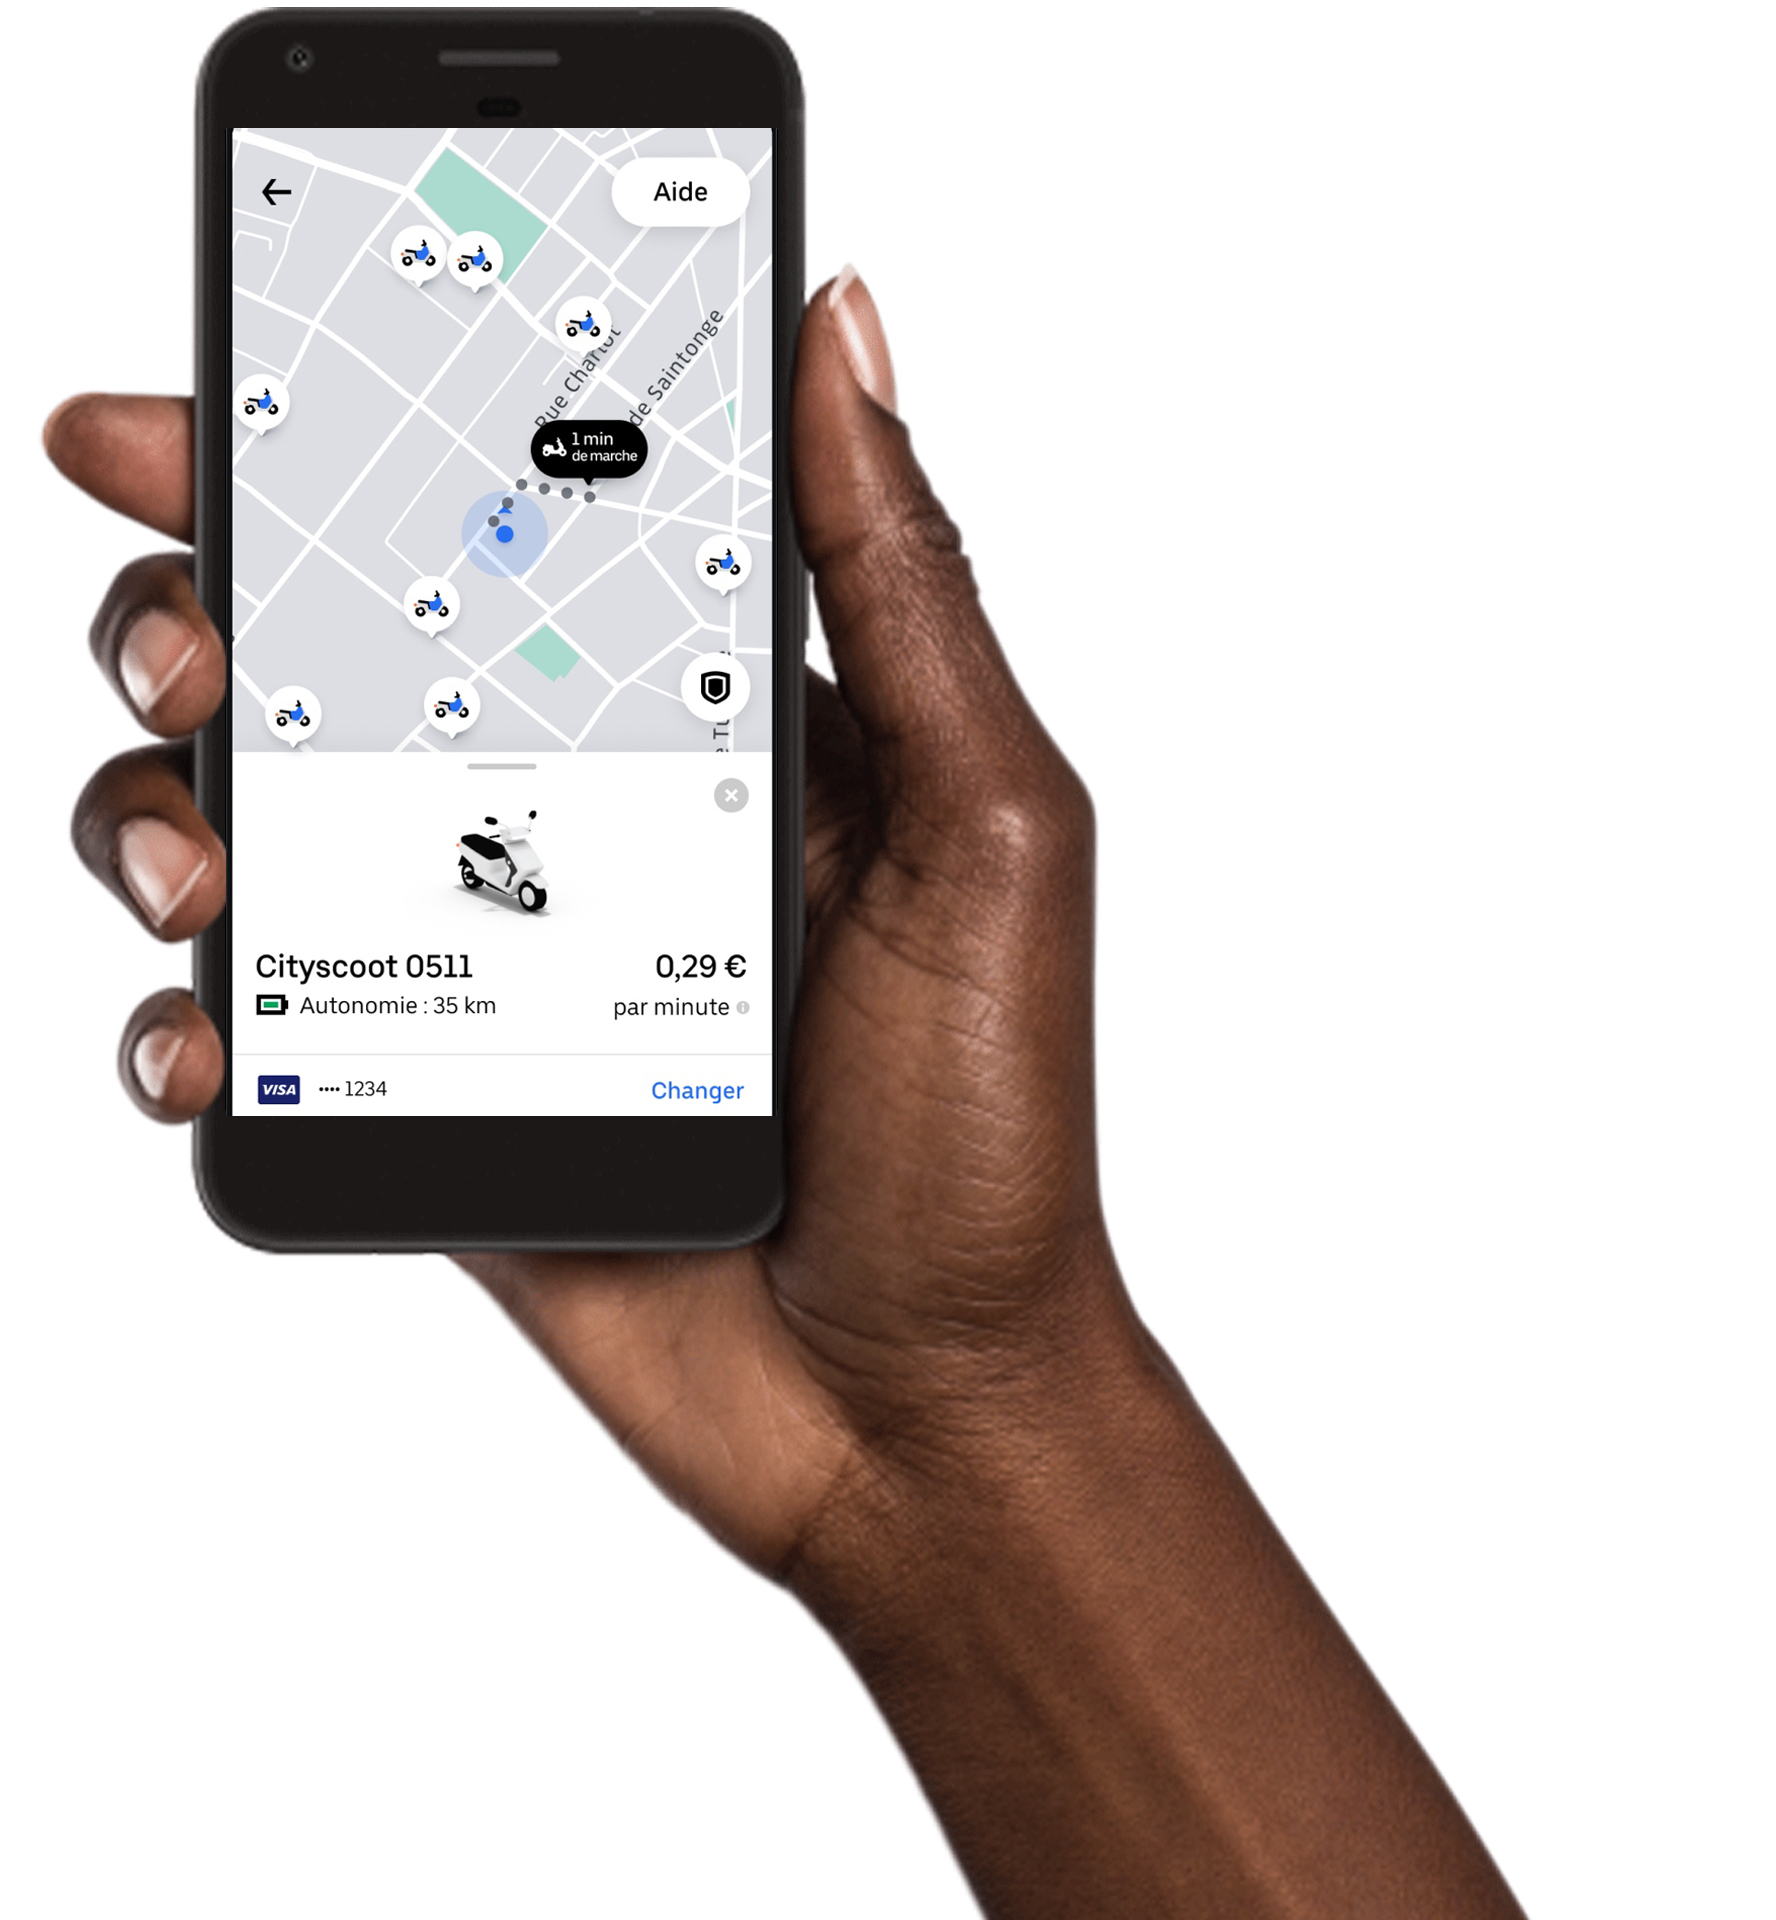 Aide
Rue Charlot
de Saintonge
1 min
de marche
Cityscoot 0511
0,29 €
Autonomie : 35 km
par minute
VISA
•••• 1234
Changer